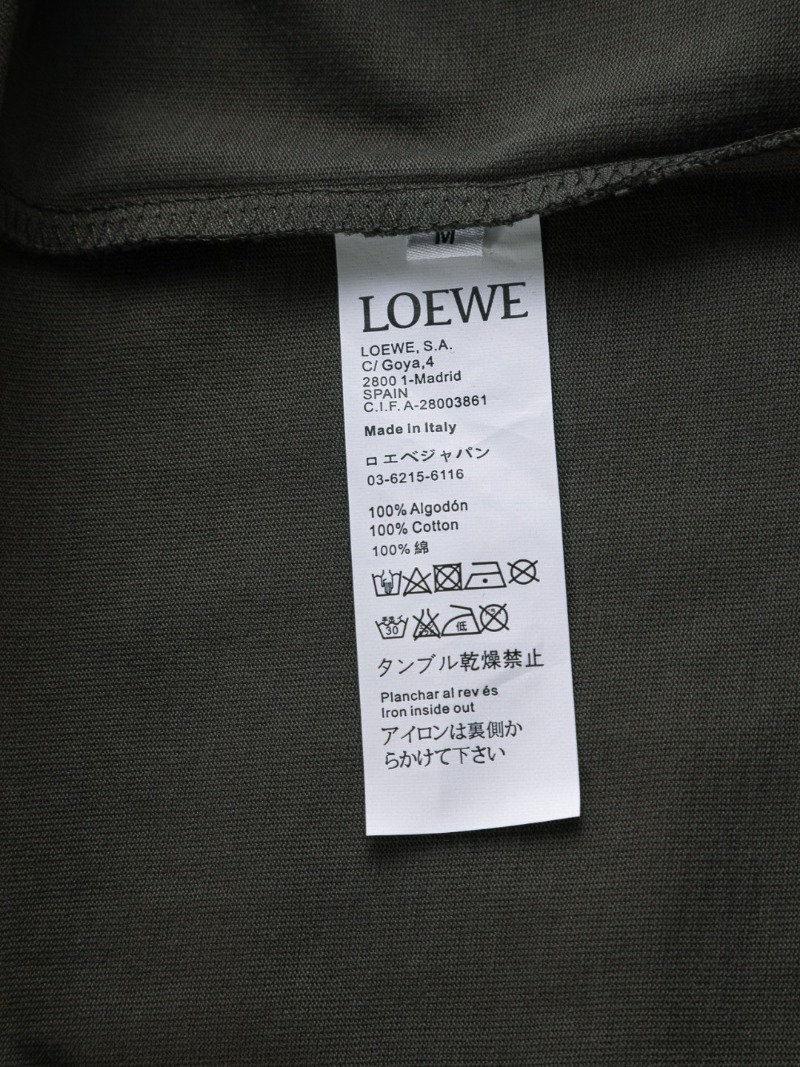 M
LOEWE
LOEWE, S.A.
C/ Goya,4
2800 1-Madrid
SPAIN
C.I.F. A-28003861
Made in Italy
ロエベジャパン
03-6215-6116
100% Algodón
100% Cotton
100% 綿
30 低
タンブル乾燥禁止
Planchar al rev és
Iron inside out
アイロンは裏側か
らかけて下さい